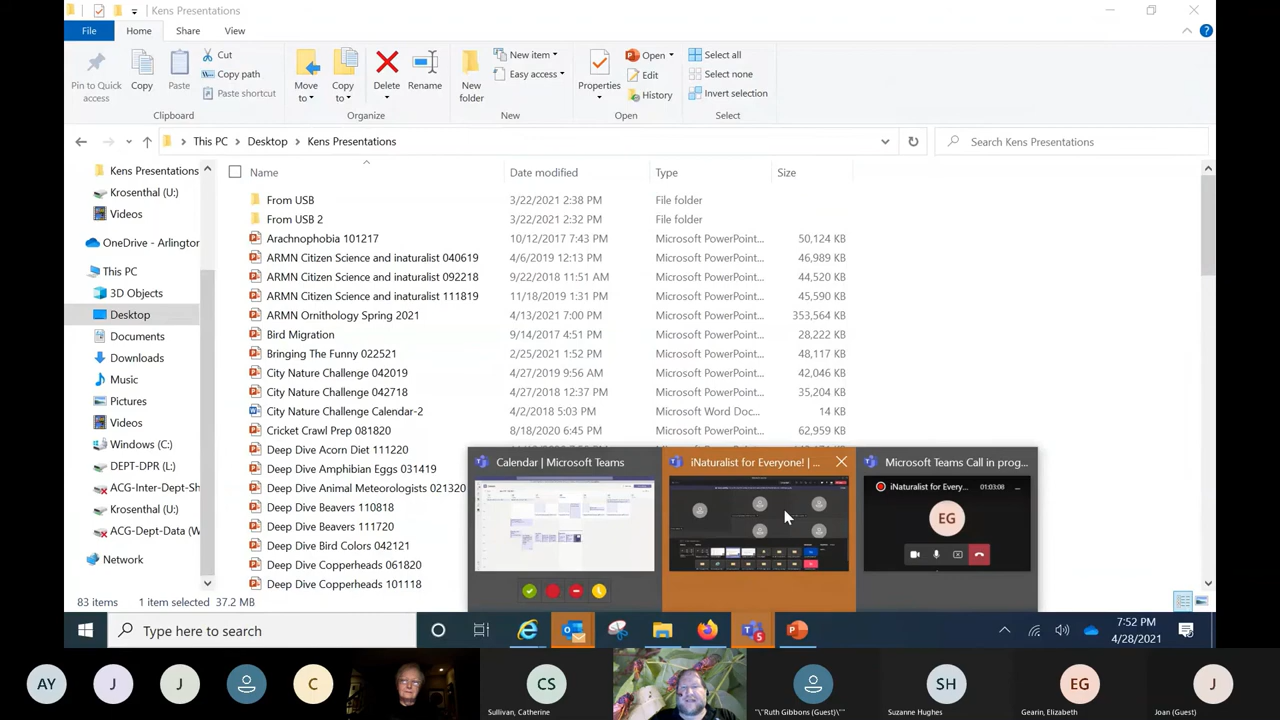 Kens Presentations
File Home Share View
Pin to Quick access
Copy
Paste
Cut
Copy path
Paste shortcut
Clipboard
Move to
Copy to
Delete
Rename
Organize
New folder
New item
Easy access
New
Properties
Open
Edit
History
Open
Select all
Select none
Invert selection
Select
This PC Desktop Kens Presentations
Search Kens Presentations
Kens Presentations
Krosenthal (U:)
Videos
OneDrive - Arlington
This PC
3D Objects
Desktop
Documents
Downloads
Music
Pictures
Videos
Windows (C:)
DEPT-DPR (L:)
ACG-Inter-Dept-Sh
Krosenthal (U:)
ACG-Dept-Data (W
Network
Name Date modified Type Size
From USB 3/22/2021 2:38 PM File folder
From USB 2 3/22/2021 2:32 PM File folder
Arachnophobia 101217 10/12/2017 7:43 PM Microsoft PowerPoint... 50,124 KB
ARMN Citizen Science and inaturalist 040619 4/6/2019 12:13 PM Microsoft PowerPoint... 46,989 KB
ARMN Citizen Science and inaturalist 092218 9/22/2018 11:51 AM Microsoft PowerPoint... 44,520 KB
ARMN Citizen Science and inaturalist 111819 11/18/2019 1:31 PM Microsoft PowerPoint... 45,590 KB
ARMN Ornithology Spring 2021 4/13/2021 7:00 PM Microsoft PowerPoint... 353,564 KB
Bird Migration 9/14/2017 4:51 PM Microsoft PowerPoint... 28,222 KB
Bringing The Funny 022521 2/25/2021 1:52 PM Microsoft PowerPoint... 48,117 KB
City Nature Challenge 042019 4/27/2019 9:56 AM Microsoft PowerPoint... 42,046 KB
City Nature Challenge 042718 4/27/2018 12:37 PM Microsoft PowerPoint... 35,204 KB
City Nature Challenge Calendar-2 4/2/2018 5:03 PM Microsoft Word Doc... 14 KB
Cricket Crawl Prep 081820 8/18/2020 6:45 PM Microsoft PowerPoint... 62,959 KB
Deep Dive Acorn Diet 111220
Deep Dive Amphibian Eggs 031419
Deep Dive Animal Meteorologists 021320
Deep Dive Beavers 110818
Deep Dive Beavers 111720
Deep Dive Bird Colors 042121
Deep Dive Copperheads 061820
Deep Dive Copperheads 101118
Calendar | Microsoft Teams
iNaturalist for Everyone! | ...
Microsoft Teams Call in prog...
iNaturalist for Every... 01:03:08
EG
83 items 1 item selected 37.2 MB
Type here to search
5
7:52 PM
4/28/2021
AY
J
J
C
CS
SH
EG
J
Sullivan, Catherine
"\"Ruth Gibbons (Guest)\""
Suzanne Hughes
Gearin, Elizabeth
Joan (Guest)